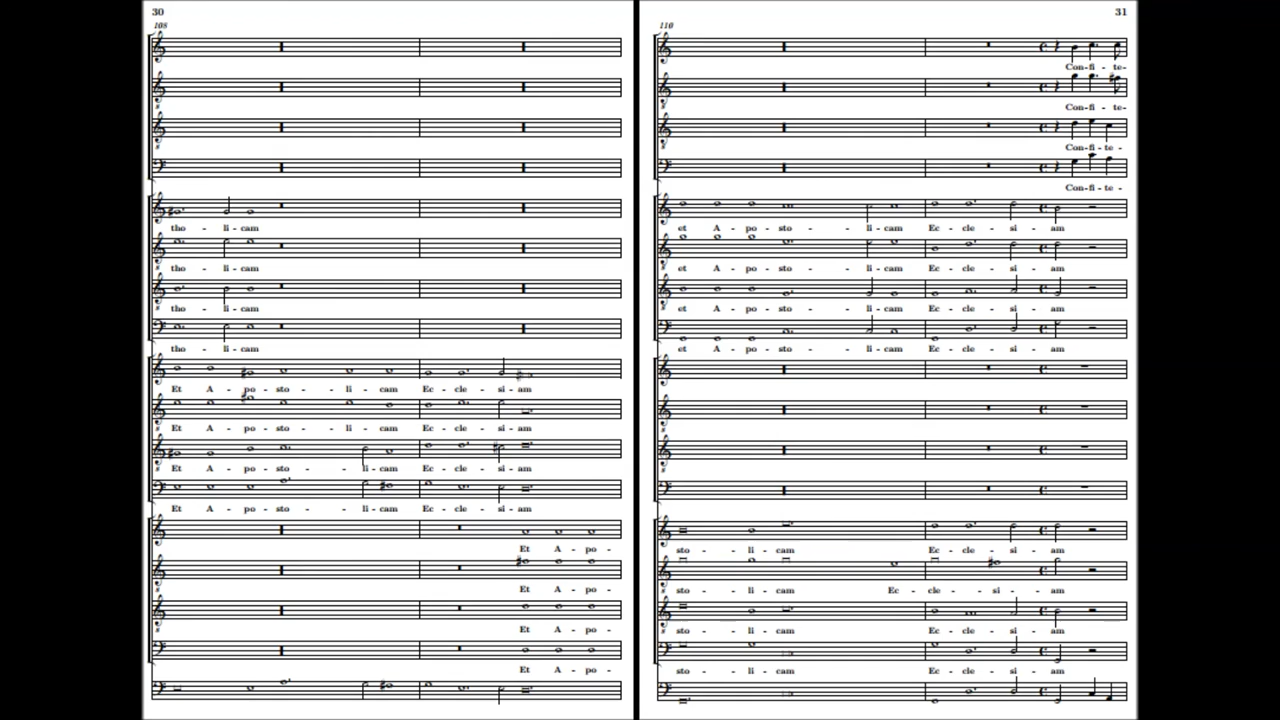 30
108
tho - li - cam
tho - li - cam
tho - li - cam
tho - li - cam
Et A - po - sto - li - cam Ec - cle - si - am
Et A - po - sto - li - cam Ec - cle - si - am
Et A - po - sto - li - cam Ec - cle - si - am
Et A - po - sto - li - cam Ec - cle - si - am
Et A - po -
Et A - po -
Et A - po -
Et A - po -
31
110
Con-fi - te-
Con-fi - te-
Con-fi - te -
Con-fi - te -
et A - po - sto - li - cam Ec - cle - si - am
et A - po - sto - li - cam Ec - cle - si - am
et A - po - sto - li - cam Ec - cle - si - am
et A - po - sto - li - cam Ec - cle - si - am
sto - li - cam Ec - cle - si - am
sto - li - cam Ec - cle - si - am
sto - li - cam Ec - cle - si - am
sto - li - cam Ec - cle - si - am